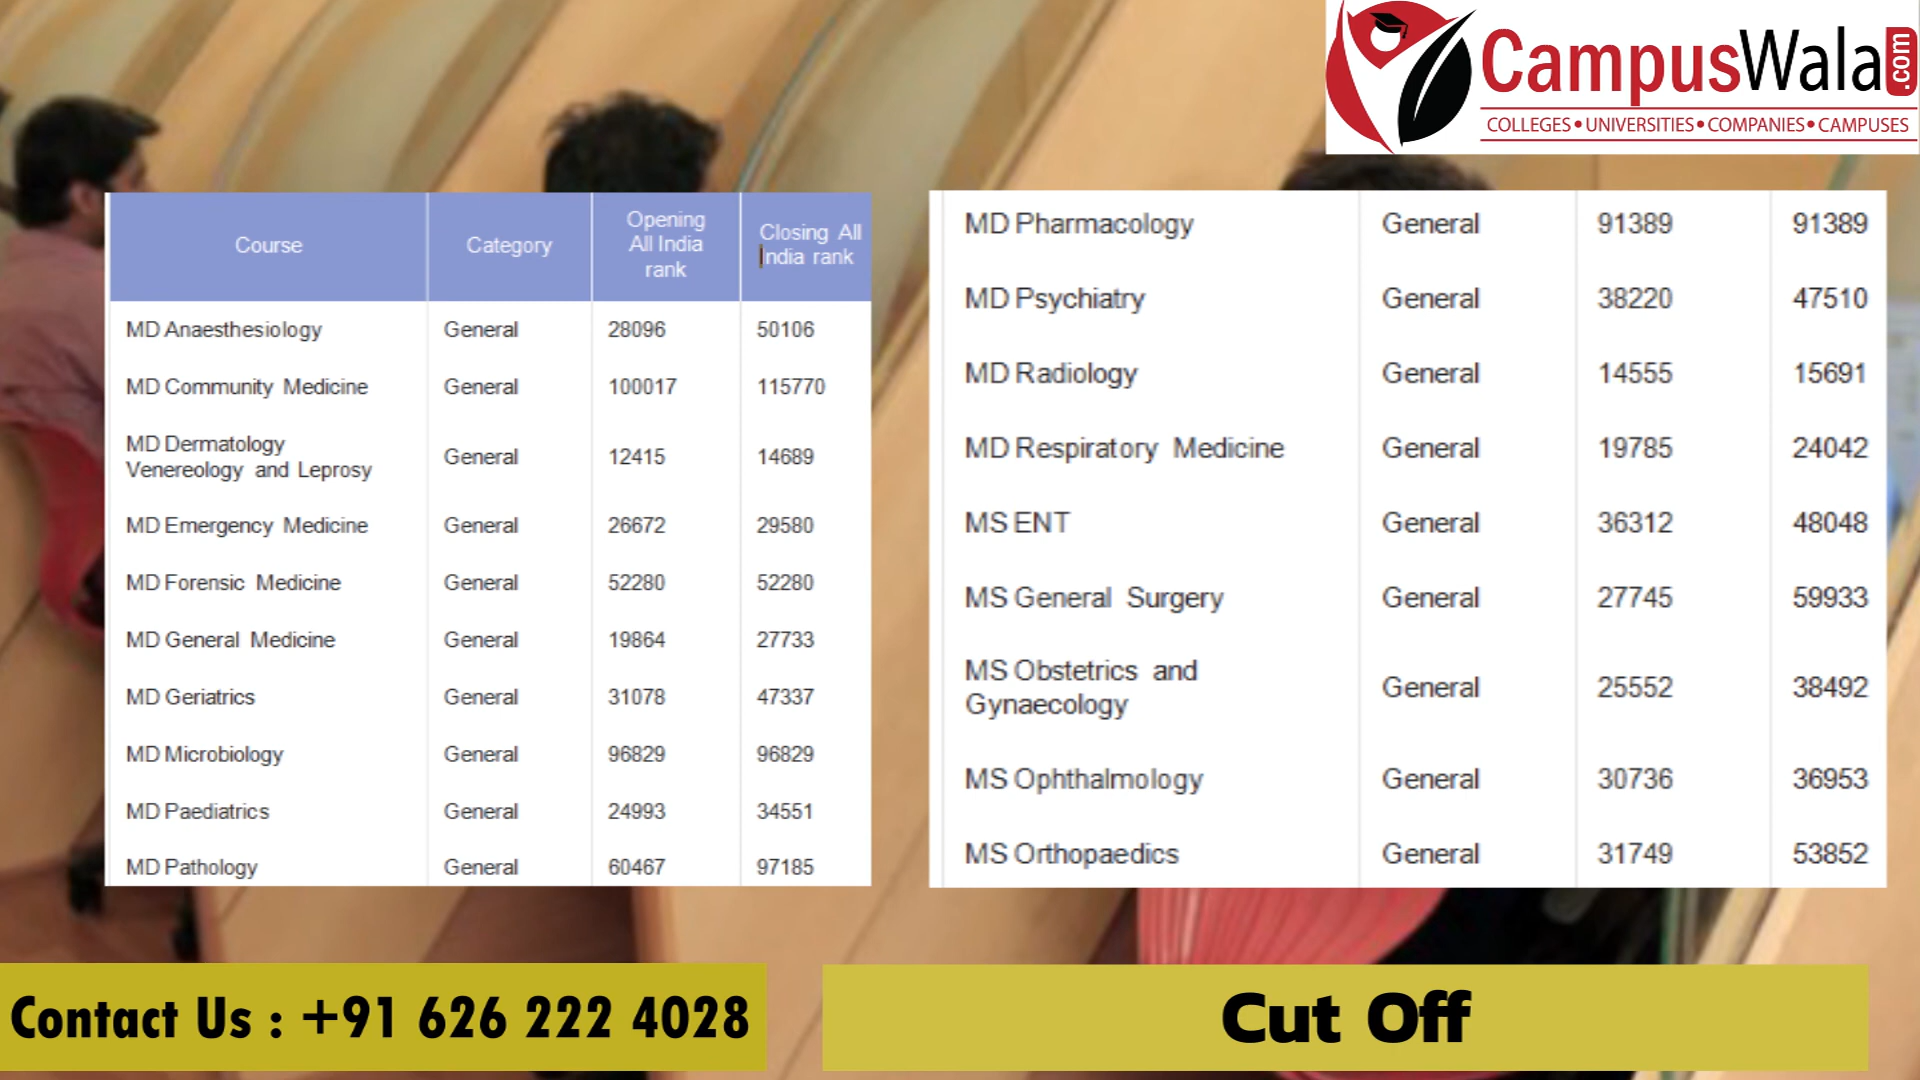 CampusWala.com
COLLEGES • UNIVERSITIES • COMPANIES • CAMPUSES
Course Category Opening All India rank Closing All India rank
MD Anaesthesiology General 28096 50106
MD Community Medicine General 100017 115770
MD Dermatology
Venereology and Leprosy General 12415 14689
MD Emergency Medicine General 26672 29580
MD Forensic Medicine General 52280 52280
MD General Medicine General 19864 27733
MD Geriatrics General 31078 47337
MD Microbiology General 96829 96829
MD Paediatrics General 24993 34551
MD Pathology General 60467 97185
MD Pharmacology General 91389 91389
MD Psychiatry General 38220 47510
MD Radiology General 14555 15691
MD Respiratory Medicine General 19785 24042
MS ENT General 36312 48048
MS General Surgery General 27745 59933
MS Obstetrics and
Gynaecology General 25552 38492
MS Ophthalmology General 30736 36953
MS Orthopaedics General 31749 53852
Contact Us : +91 626 222 4028
Cut Off